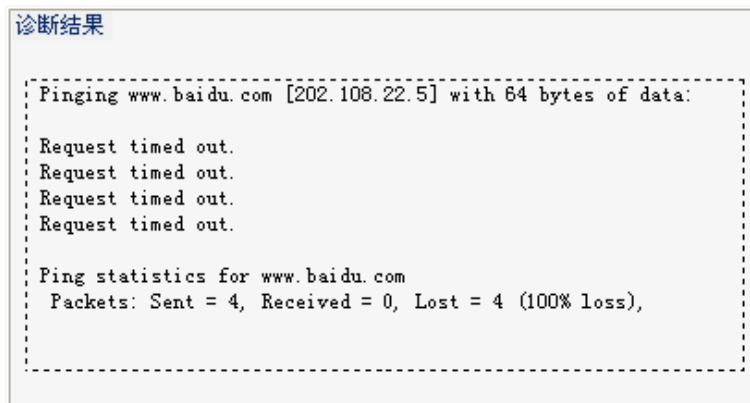 诊断结果
Pinging www.baidu.com [202.108.22.5] with 64 bytes of data:
Request timed out.
Request timed out.
Request timed out.
Request timed out.
Ping statistics for www.baidu.com
Packets: Sent = 4, Received = 0, Lost = 4 (100% loss),